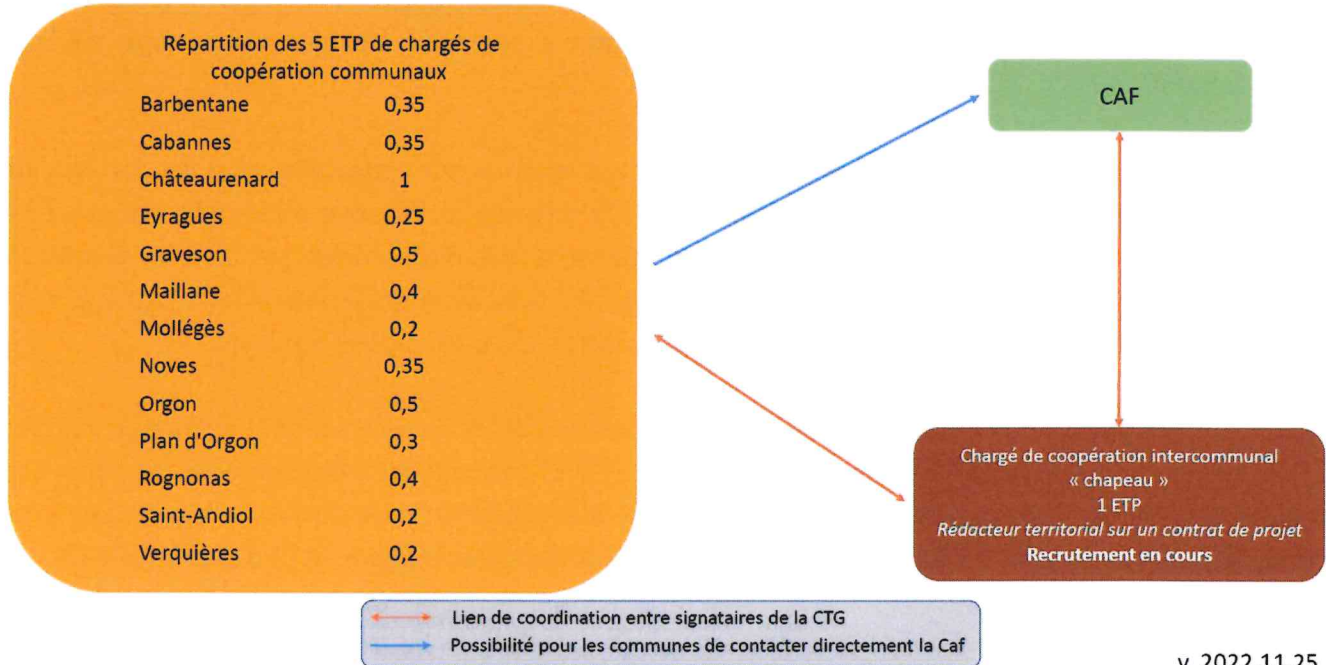 Répartition des 5 ETP de chargés de
coopération communaux
Barbentane 0,35
Cabannes 0,35
Châteaurenard 1
Eyragues 0,25
Graveson 0,5
Maillane 0,4
Mollégès 0,2
Noves 0,35
Orgon 0,5
Plan d'Orgon 0,3
Rognonas 0,4
Saint-Andiol 0,2
Verquières 0,2
CAF
Chargé de coopération intercommunal
« chapeau »
1 ETP
Rédacteur territorial sur un contrat de projet
Recrutement en cours
Lien de coordination entre signataires de la CTG
Possibilité pour les communes de contacter directement la Caf
v. 2022.11.25